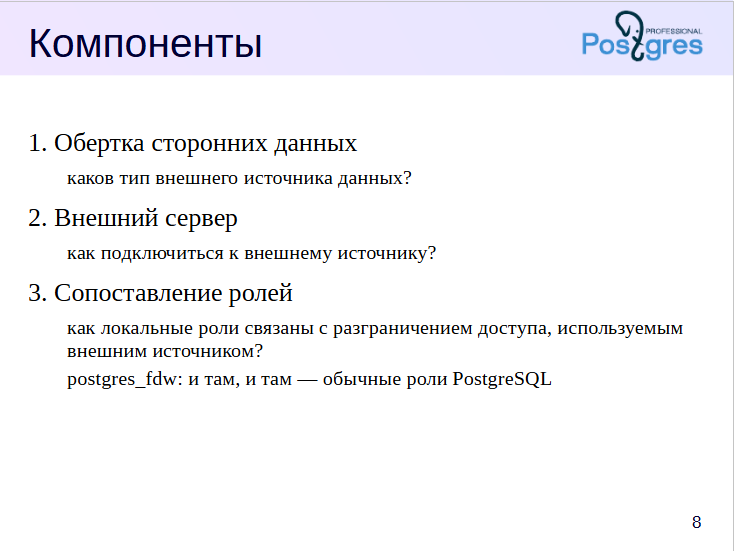 Компоненты
PROFESSIONAL
Postgres
1. Обертка сторонних данных
каков тип внешнего источника данных?
2. Внешний сервер
как подключиться к внешнему источнику?
3. Сопоставление ролей
как локальные роли связаны с разграничением доступа, используемым
внешним источником?
postgres_fdw: и там, и там — обычные роли PostgreSQL
8